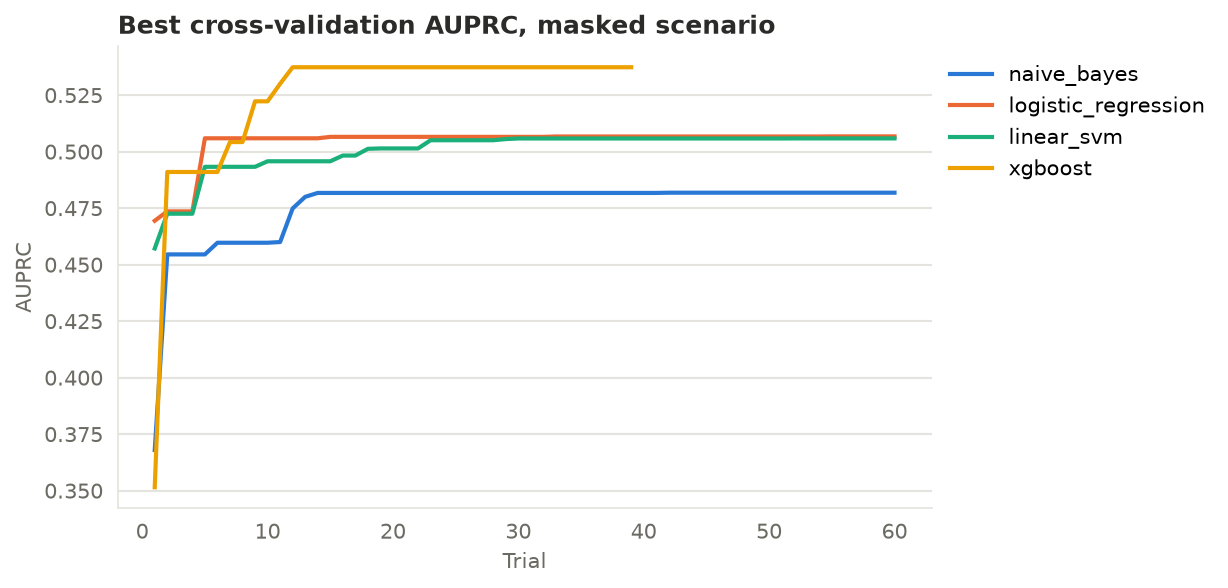 Best cross-validation AUPRC, masked scenario
naive_bayes
logistic_regression
linear_svm
xgboost
AUPRC
0.525
0.500
0.475
0.450
0.425
0.400
0.375
0.350
0 10 20 30 40 50 60
Trial